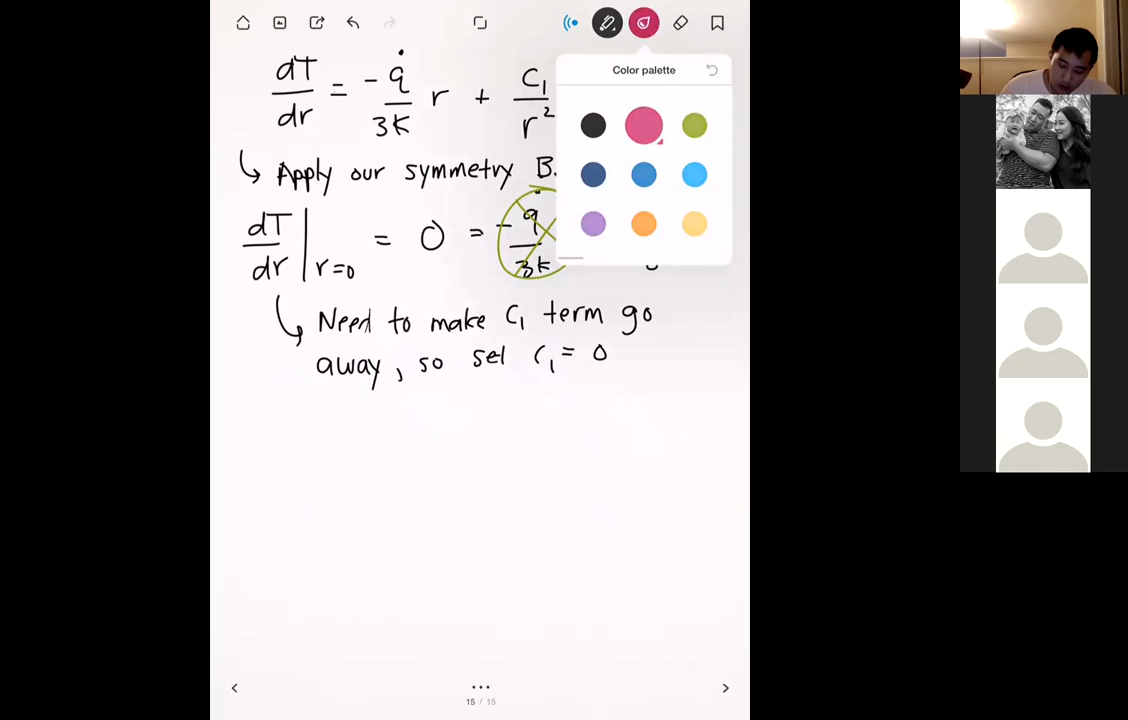 dT/dr = - q̇/3k r + C₁/r²
Color palette
↳ Apply our symmetry B.
dT/dr |r=0 = 0 = - q̇/3k
↳ Need to make C₁ term go
away, so set C₁ = 0
15 / 15